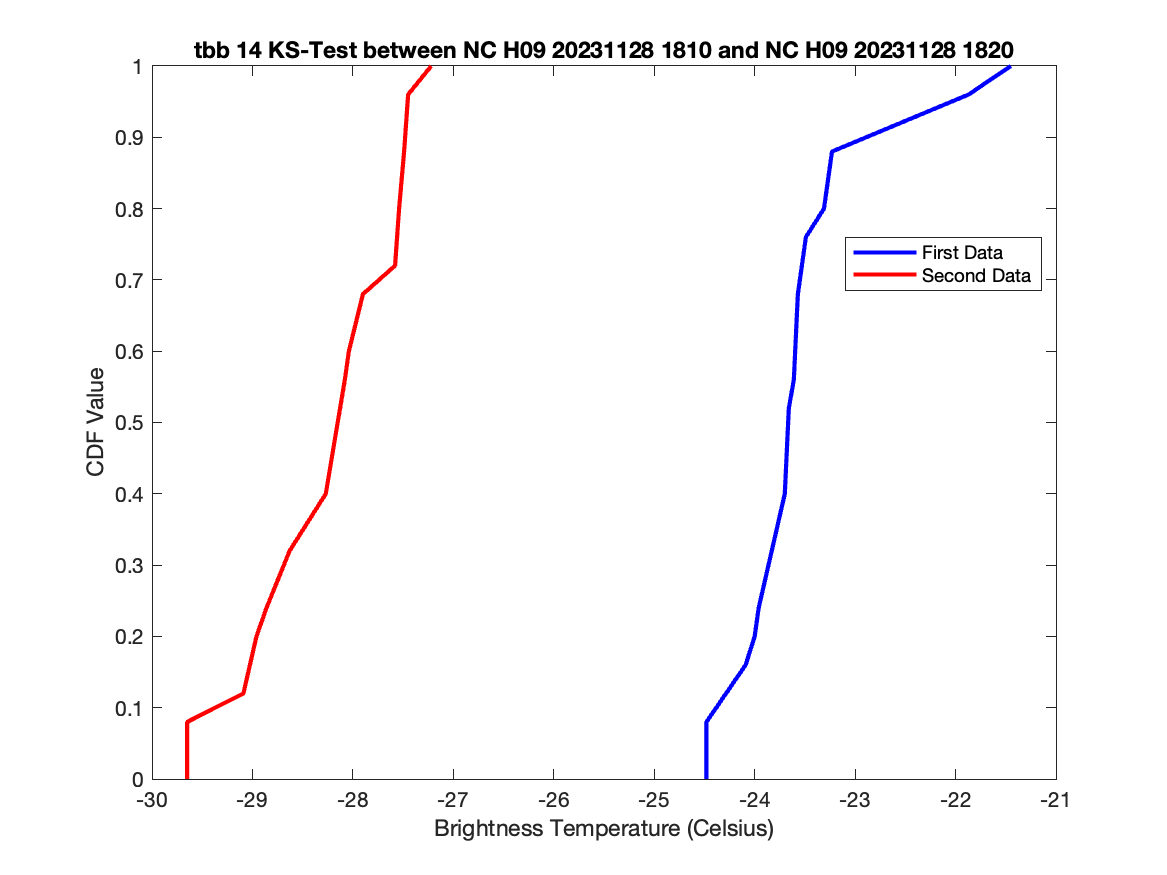 tbb 14 KS-Test between NC H09 20231128 1810 and NC H09 20231128 1820
1
0.9
0.8
0.7
0.6
0.5
0.4
0.3
0.2
0.1
0
CDF Value
First Data
Second Data
-30 -29 -28 -27 -26 -25 -24 -23 -22 -21
Brightness Temperature (Celsius)